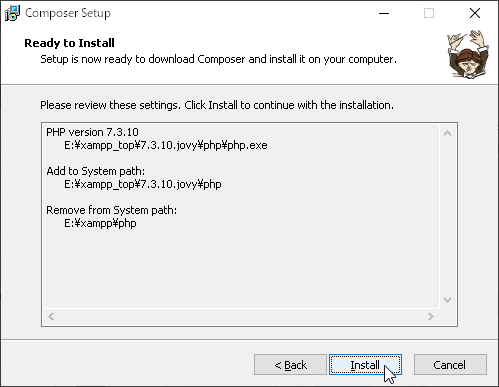 Composer Setup
Ready to Install
Setup is now ready to download Composer and install it on your computer.
Please review these settings. Click Install to continue with the installation.
PHP version 7.3.10
E:¥xampp_top¥7.3.10.jovy¥php¥php.exe
Add to System path:
E:¥xampp_top¥7.3.10.jovy¥php
Remove from System path:
E:¥xampp¥php
< Back
Install
Cancel